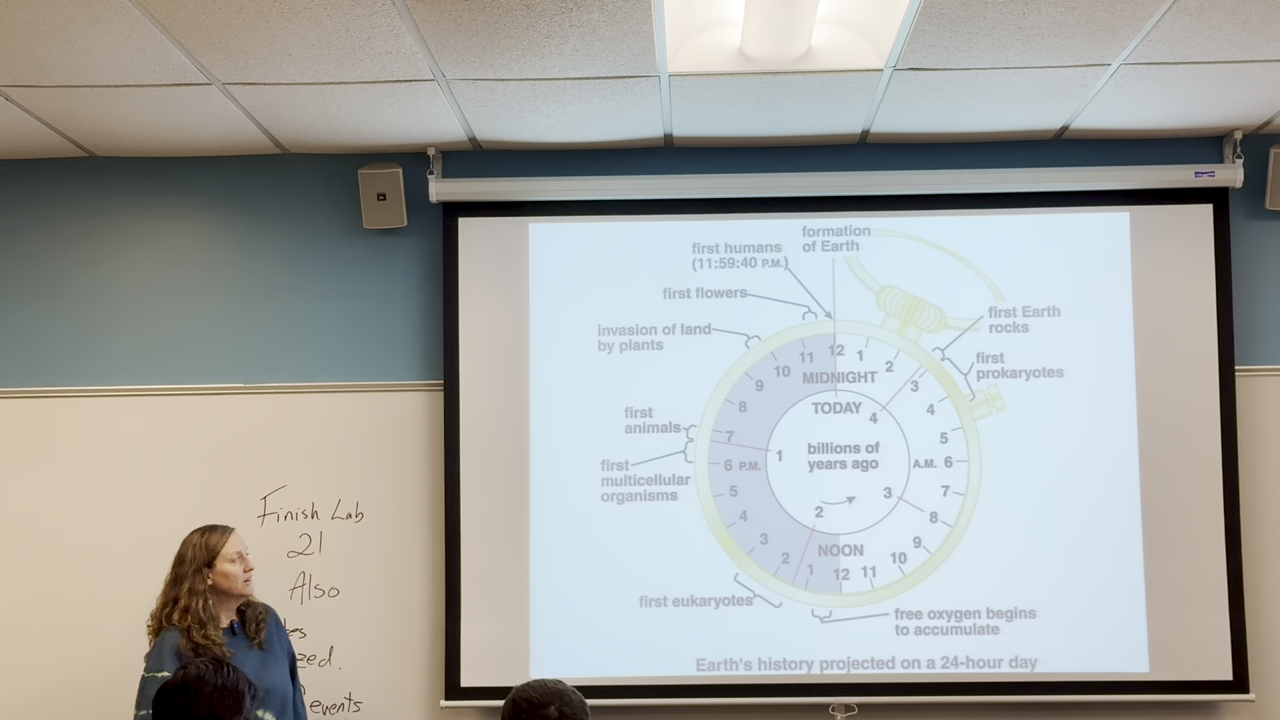 formation
of Earth
first humans
(11:59:40 P.M.)
first flowers
invasion of land
by plants
first Earth
rocks
first
prokaryotes
12
1
2
3
4
5
6
7
8
9
10
11
12
1
2
3
4
5
6 P.M.
7
8
9
10
11
MIDNIGHT
A.M.
NOON
TODAY
4
3
2
1
billions of
years ago
first
animals
first
multicellular
organisms
first eukaryotes
free oxygen begins
to accumulate
Earth's history projected on a 24-hour day
Finish Lab
21
Also
events